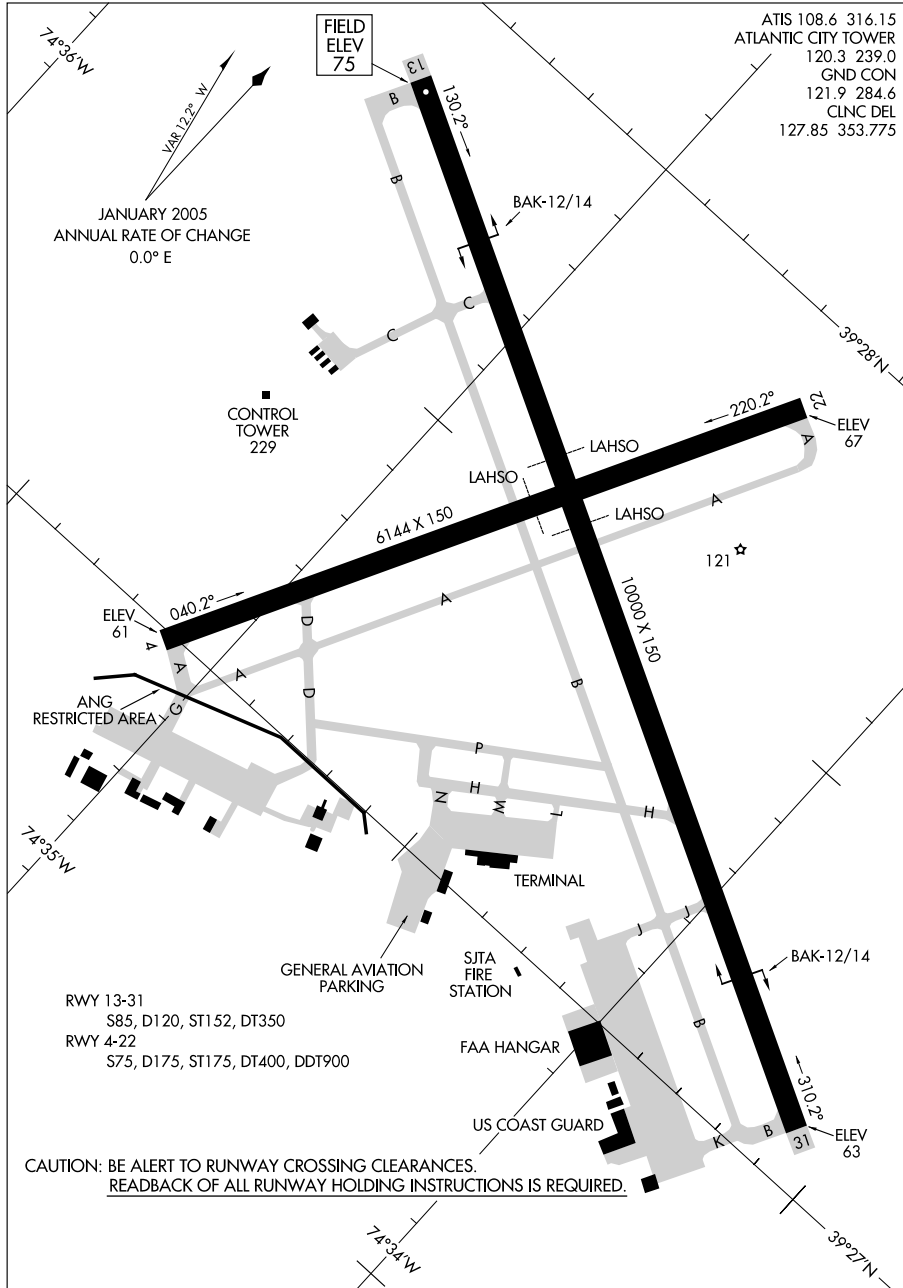 ATIS 108.6 316.15
ATLANTIC CITY TOWER
120.3 239.0
GND CON
121.9 284.6
CLNC DEL
127.85 353.775
FIELD
ELEV
75
74°36'W
VAR 12.2° W
JANUARY 2005
ANNUAL RATE OF CHANGE
0.0° E
13
B
130.2°
B
BAK-12/14
C
C
39°28'N
CONTROL
TOWER
229
220.2°
22
ELEV
67
A
LAHSO
LAHSO
LAHSO
A
6144 X 150
121
10000 X 150
040.2°
ELEV
61
4
A
D
A
A
D
B
G
ANG
RESTRICTED AREA
P
H
N
M
L
H
74°35'W
TERMINAL
J
J
GENERAL AVIATION
PARKING
SJTA
FIRE
STATION
BAK-12/14
RWY 13-31
S85, D120, ST152, DT350
RWY 4-22
S75, D175, ST175, DT400, DDT900
FAA HANGAR
B
310.2°
US COAST GUARD
K
B
31
ELEV
63
CAUTION: BE ALERT TO RUNWAY CROSSING CLEARANCES.
READBACK OF ALL RUNWAY HOLDING INSTRUCTIONS IS REQUIRED.
74°34'W
39°27'N